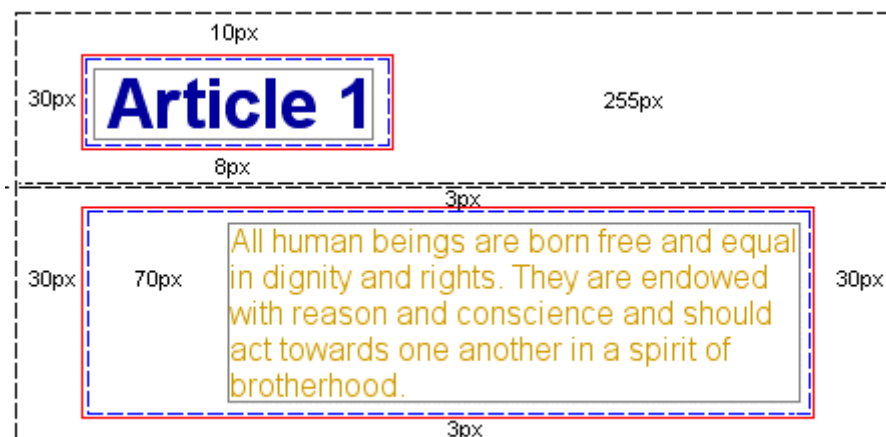 10px
30px
Article 1
255px
8px
3px
30px
70px
All human beings are born free and equal
in dignity and rights. They are endowed
with reason and conscience and should
act towards one another in a spirit of
brotherhood.
30px
3px